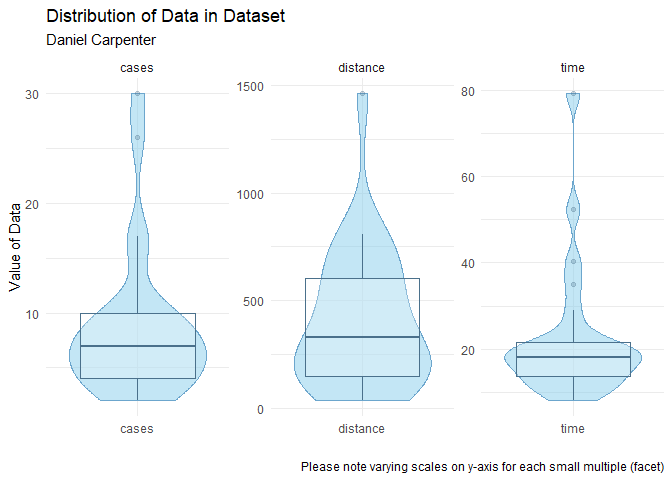 Distribution of Data in Dataset
Daniel Carpenter
cases
distance
time
Value of Data
30
20
10
1500
1000
500
0
80
60
40
20
cases
distance
time
Please note varying scales on y-axis for each small multiple (facet)